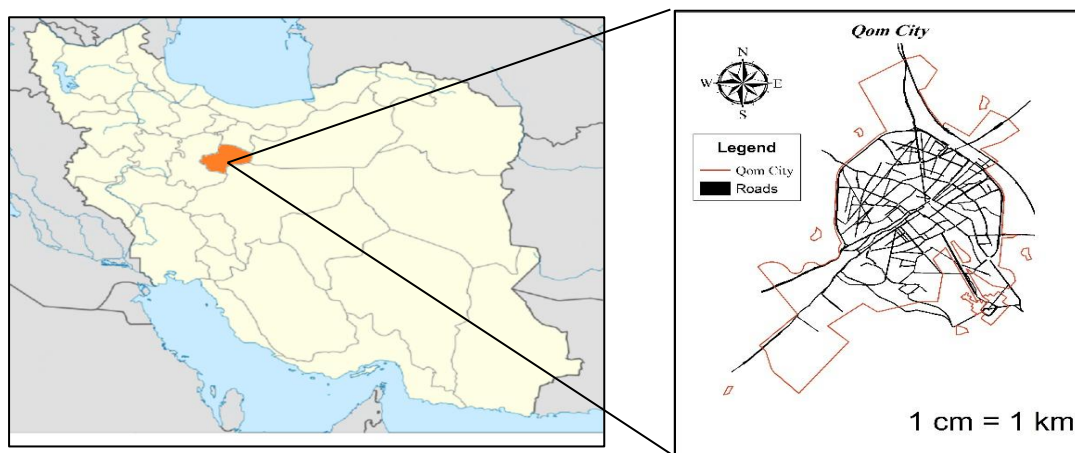 Qom City
N
W E
S
Legend
Qom City
Roads
1 cm = 1 km